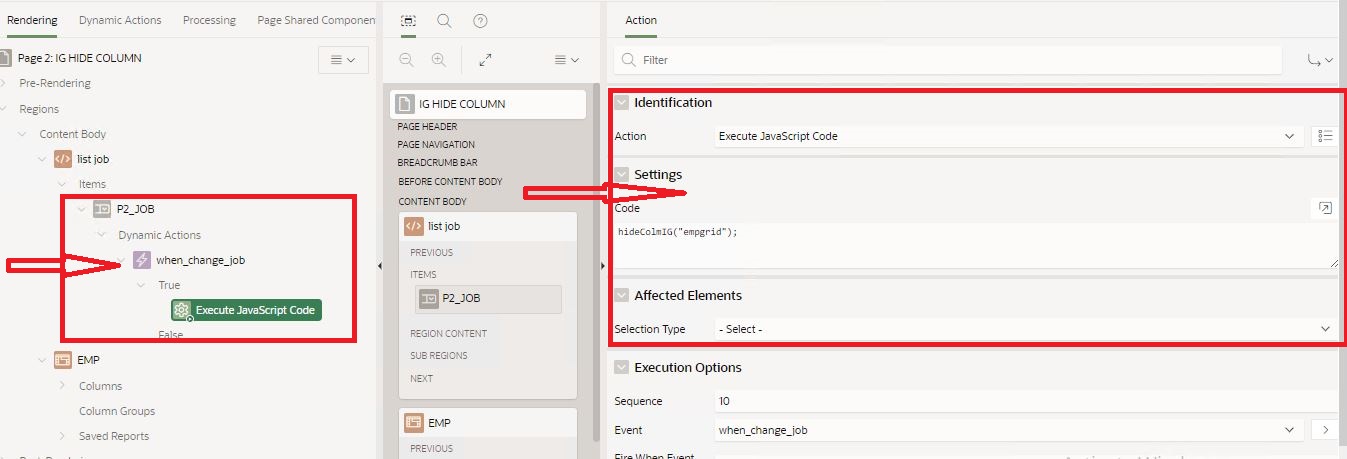 Rendering
Dynamic Actions
Processing
Page Shared Componen
Page 2: IG HIDE COLUMN
Pre-Rendering
Regions
Content Body
list job
Items
P2_JOB
Dynamic Actions
when_change_job
True
Execute JavaScript Code
False
EMP
Columns
Column Groups
Saved Reports
IG HIDE COLUMN
PAGE HEADER
PAGE NAVIGATION
BREADCRUMB BAR
BEFORE CONTENT BODY
CONTENT BODY
list job
PREVIOUS
ITEMS
P2_JOB
REGION CONTENT
SUB REGIONS
NEXT
EMP
PREVIOUS
Action
Filter
Identification
Action Execute JavaScript Code
Settings
Code
hideColmIG("empgrid");
Affected Elements
Selection Type - Select -
Execution Options
Sequence 10
Event when_change_job
Fire When Event